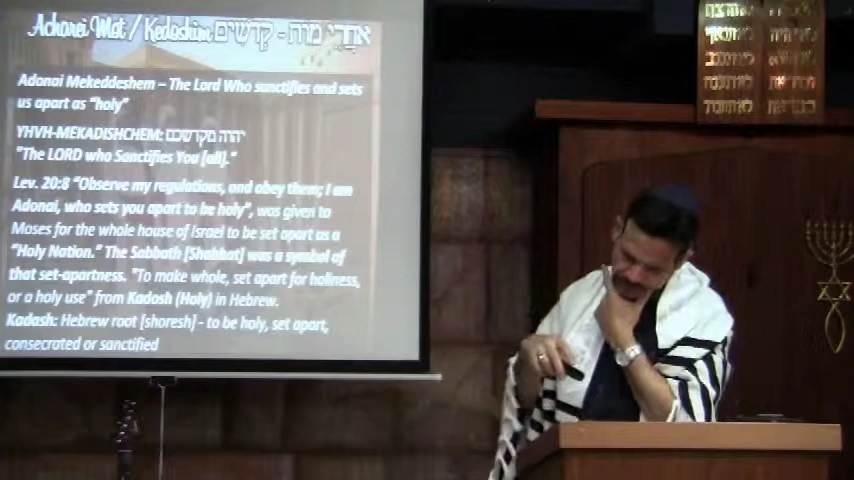 Acharei Mot / Kedoshim אַחֲרֵי מוֹת - קְדֹשִׁים
Adonai Mekeddeshem – The Lord Who sanctifies and sets
us apart as "holy"
YHVH-MEKADISHCHEM: יהוה מקדשכם
"The LORD who Sanctifies You [all]."
Lev. 20:8 "Observe my regulations, and obey them; I am
Adonai, who sets you apart to be holy", was given to
Moses for the whole house of Israel to be set apart as a
"Holy Nation." The Sabbath [Shabbat] was a symbol of
that set-apartness. "To make whole, set apart for holiness,
or a holy use" from Kadosh (Holy) in Hebrew.
Kadash: Hebrew root [shoresh] - to be holy, set apart,
consecrated or sanctified